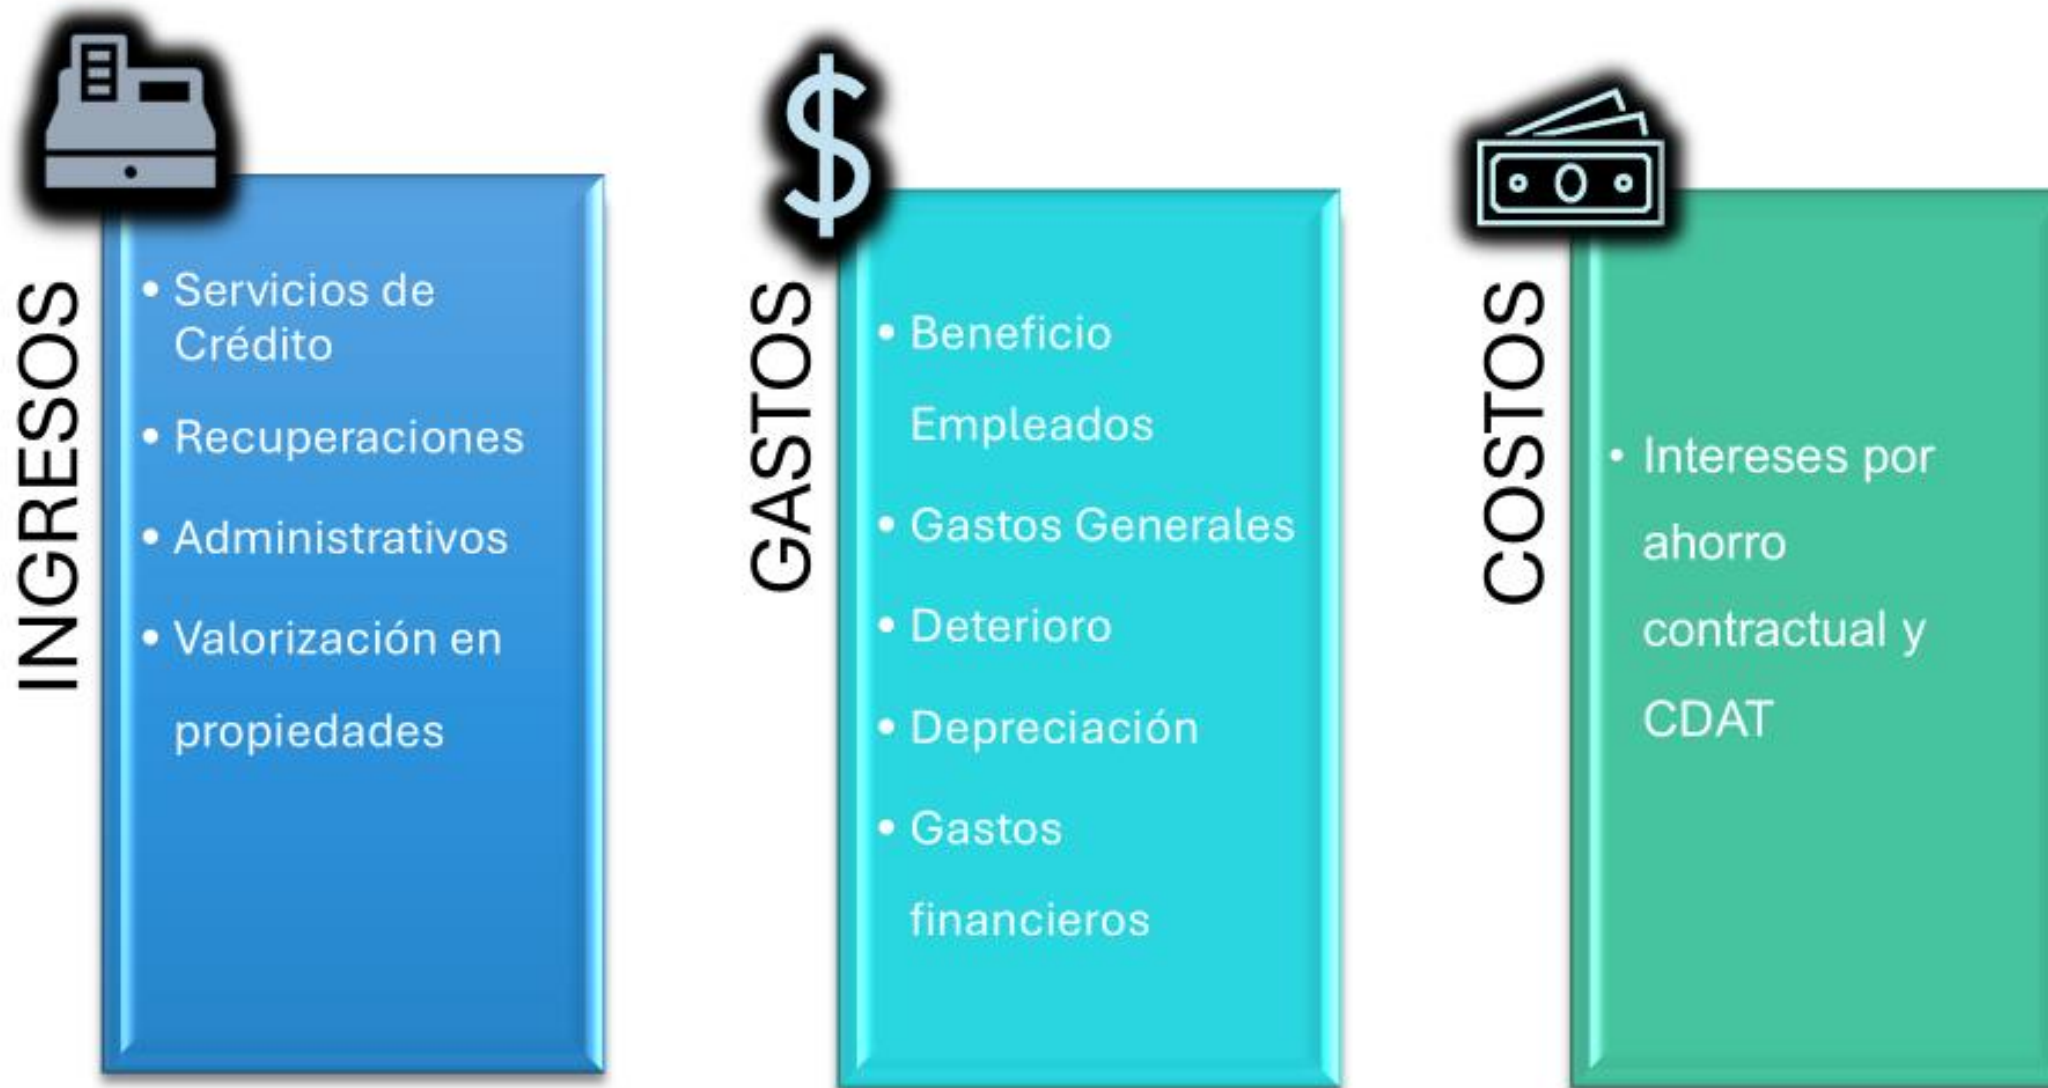 INGRESOS
• Servicios de
Crédito
• Recuperaciones
• Administrativos
• Valorización en
propiedades
GASTOS
• Beneficio
Empleados
• Gastos Generales
• Deterioro
• Depreciación
• Gastos
financieros
COSTOS
• Intereses por
ahorro
contractual y
CDAT